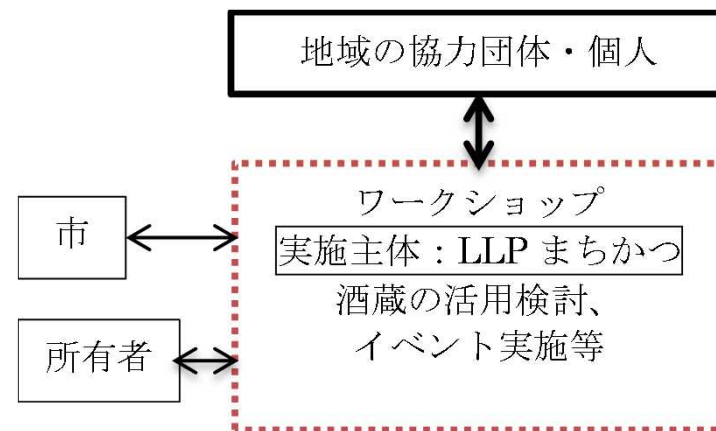 地域の協力団体・個人
ワークショップ
実施主体：LLP まちかつ
酒蔵の活用検討、
イベント実施等
市
所有者